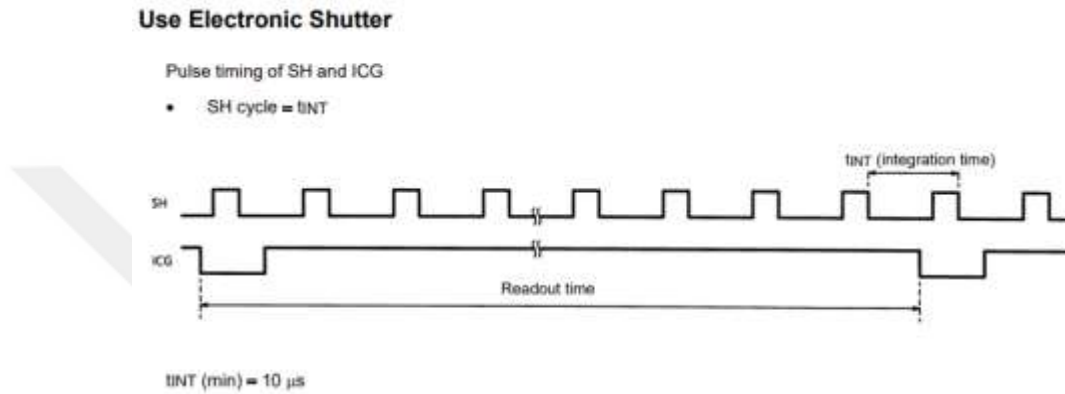 Use Electronic Shutter
Pulse timing of SH and ICG
• SH cycle = tINT
tINT (integration time)
SH
ICG
Readout time
tINT (min) = 10 μs